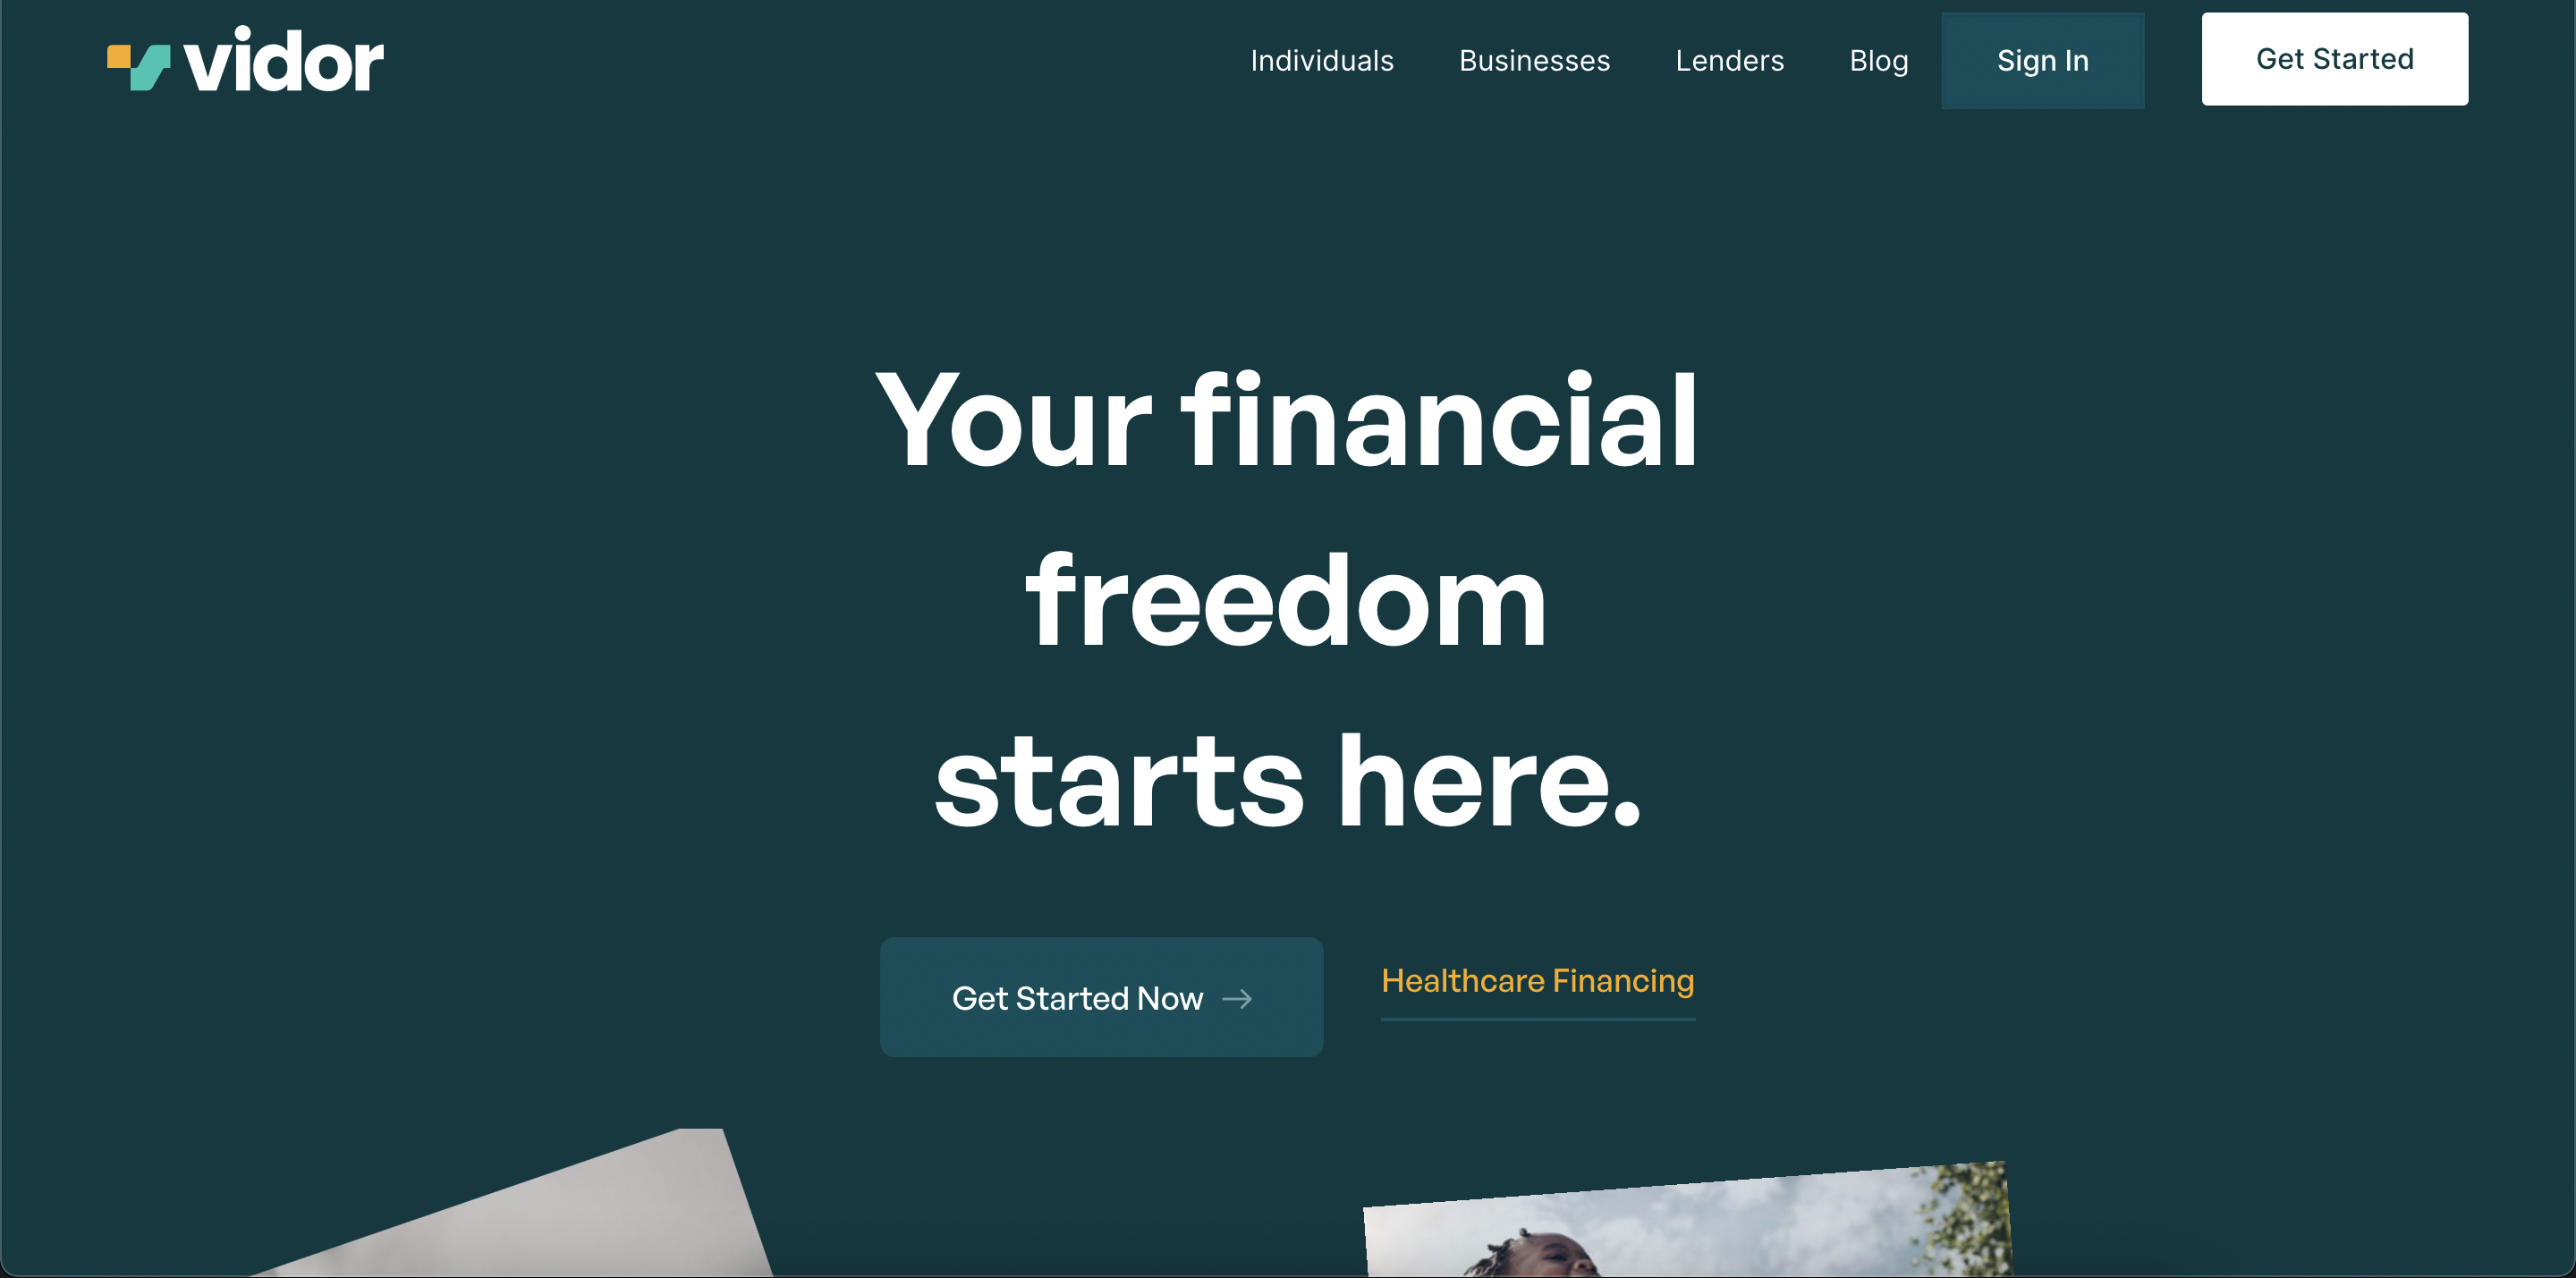 vidor
Individuals Businesses Lenders Blog Sign In Get Started
Your financial
freedom
starts here.
Get Started Now → Healthcare Financing